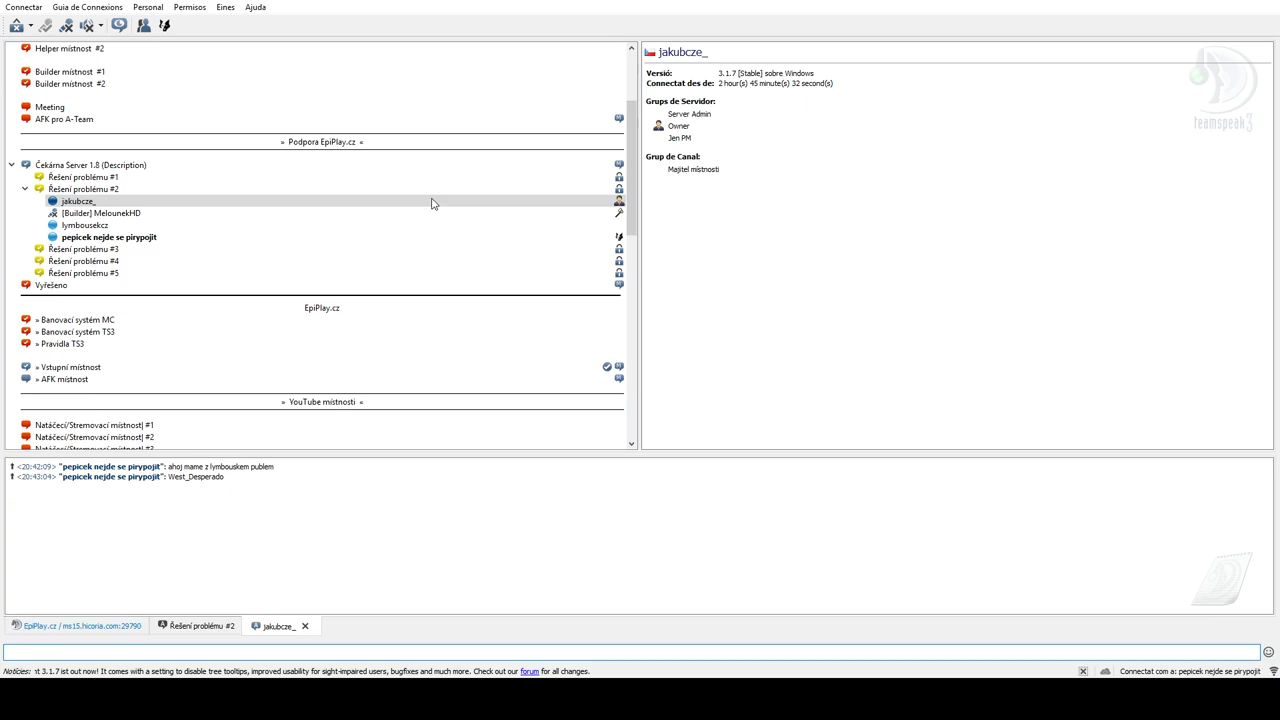 Connectar Guia de Connexions Personal Permisos Eines Ajuda
Helper místnost #2
Builder místnost #1
Builder místnost #2
Meeting
AFK pro A-Team
» Podpora EpiPlay.cz «
Čekárna Server 1.8 (Description)
Řešení problému #1
Řešení problému #2
jakubcze_
[Builder] MelounekHD
lymbousekcz
pepicek nejde se pirypojit
Řešení problému #3
Řešení problému #4
Řešení problému #5
Vyřešeno
EpiPlay.cz
» Banovací systém MC
» Banovací systém TS3
» Pravidla TS3
» Vstupní místnost
» AFK místnost
» YouTube místnosti «
Natáčecí/Stremovací místnost| #1
Natáčecí/Stremovací místnost| #2
jakubcze_
Versió: 3.1.7 [Stable] sobre Windows
Connectat des de: 2 hour(s) 45 minute(s) 32 second(s)
Grups de Servidor:
Server Admin
Owner
Jen PM
Grup de Canal:
Majitel místnosti
teamspeak 3
<20:42:09> "pepicek nejde se pirypojit": ahoj mame z lymbouskem publem
<20:43:04> "pepicek nejde se pirypojit": West_Desperado
EpiPlay.cz / ms15.hicoria.com:29790 Řešení problému #2 jakubcze_
Notícies: ıt 3.1.7 ist out now! It comes with a setting to disable tree tooltips, improved usability for sight-impaired users, bugfixes and much more. Check out our forum for all changes. Connectat com a: pepicek nejde se pirypojit